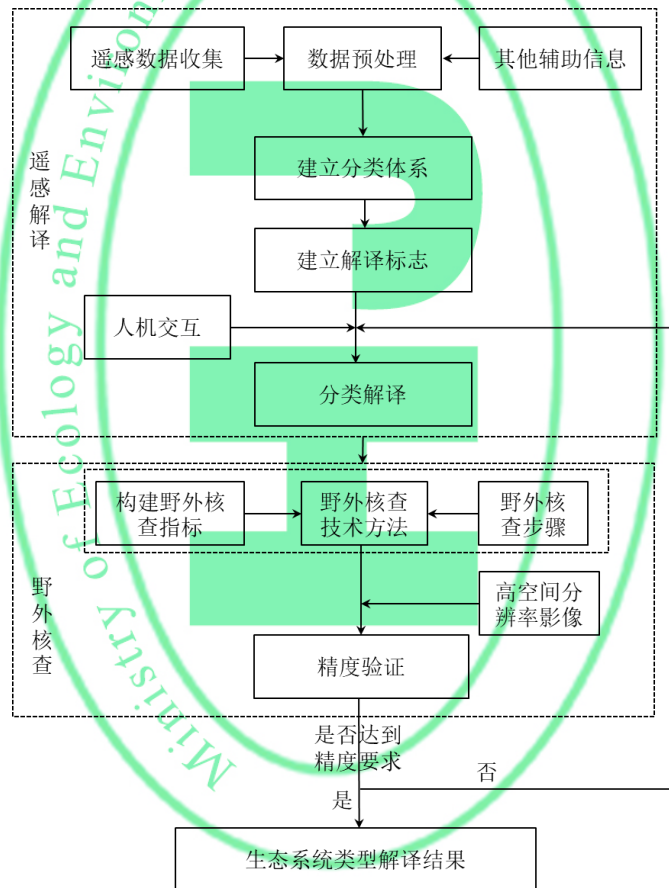 遥感数据收集
数据预处理
其他辅助信息
建立分类体系
遥感解译
建立解译标志
人机交互
分类解译
构建野外核
查指标
野外核查
技术方法
野外核
查步骤
高空间分
辨率影像
野外核查
精度验证
是否达到
精度要求
否
是
生态系统类型解译结果
Ministry of Ecology and Environ